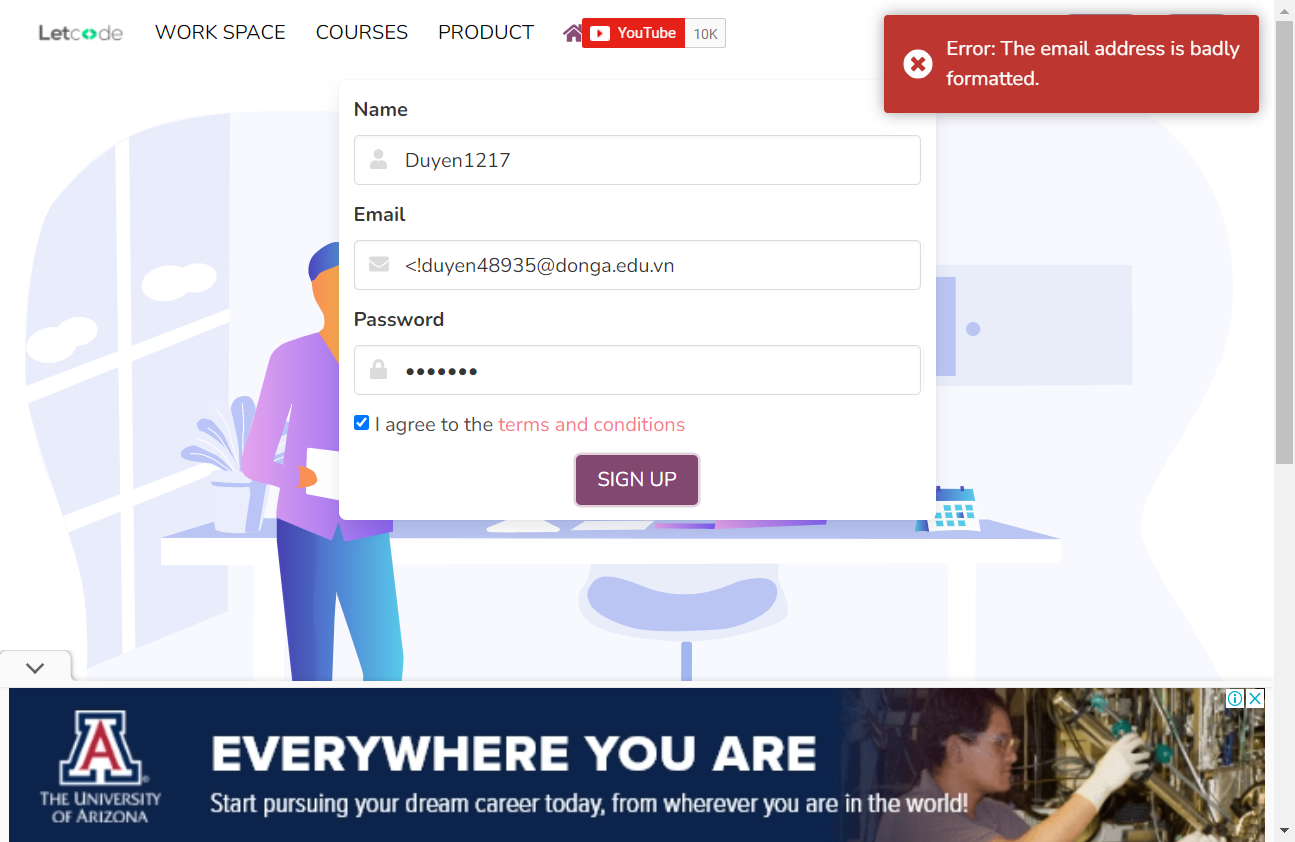 Letcode WORK SPACE COURSES PRODUCT YouTube 10K
Error: The email address is badly
formatted.
Name
Duyen1217
Email
<!duyen48935@donga.edu.vn
Password
•••••••
I agree to the terms and conditions
SIGN UP
A
THE UNIVERSITY
OF ARIZONA
EVERYWHERE YOU ARE
Start pursuing your dream career today, from wherever you are in the world!